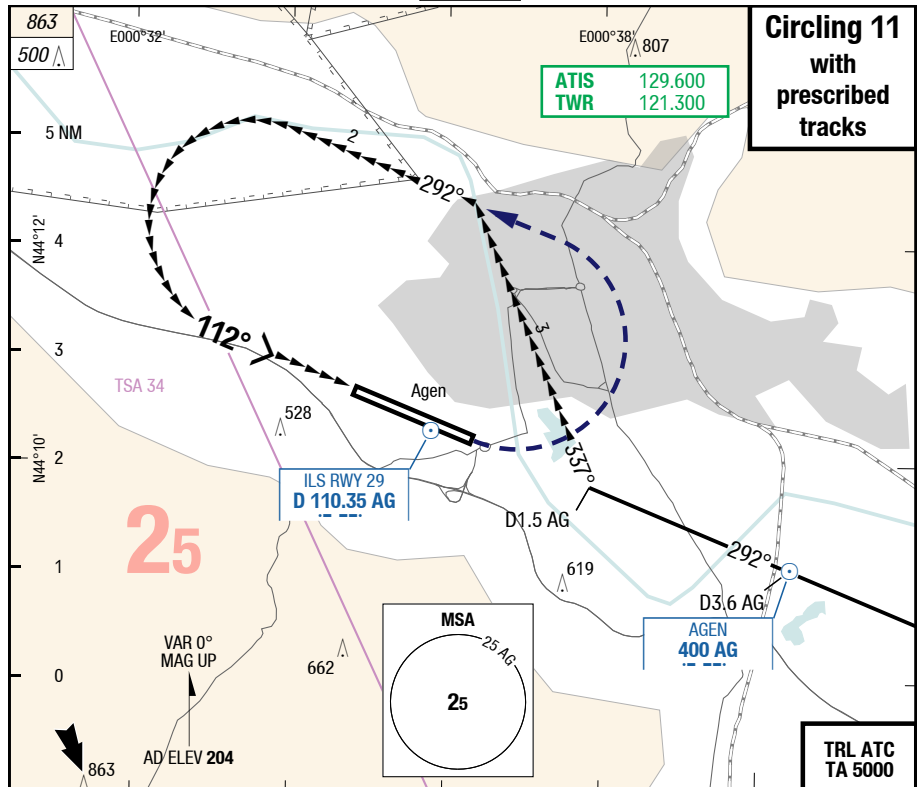 863
500
E000°32'
E000°38'
807
Circling 11
with
prescribed
tracks
ATIS 129.600
TWR 121.300
5 NM
2
292°
N44°12'
4
3
112°
3
TSA 34
Agen
528
337°
N44°10'
2
ILS RWY 29
D 110.35 AG
D1.5 AG
25
292°
1
619
D3.6 AG
AGEN
400 AG
MSA
25 AG
25
VAR 0°
MAG UP
662
0
AD ELEV 204
863
TRL ATC
TA 5000